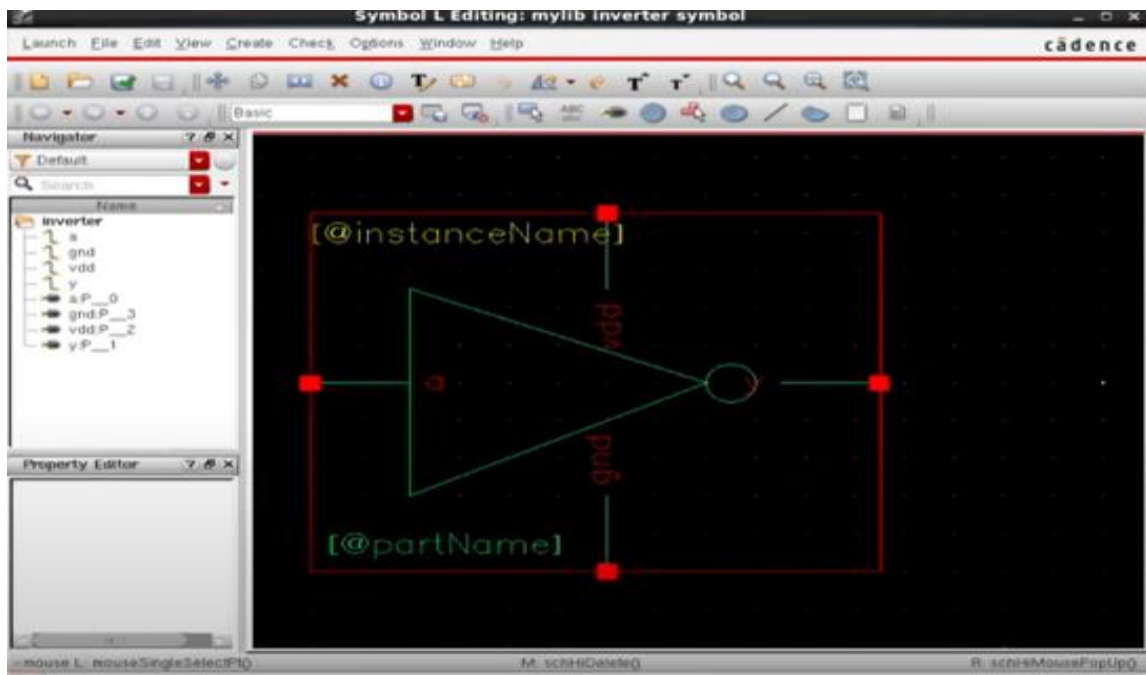 Symbol L Editing: mylib inverter symbol
Launch File Edit View Create Check Options Window Help
cādence
Basic
Navigator
Default
Search
Name
inverter
a
gnd
vdd
y
a:P__0
gnd:P__3
vdd:P__2
y:P__1
Property Editor
[@instanceName]
vdd
a
y
gnd
[@partName]
mouse L: mouseSingleSelectPt()
M: schHiDelete()
R: schHiMousePopUp()